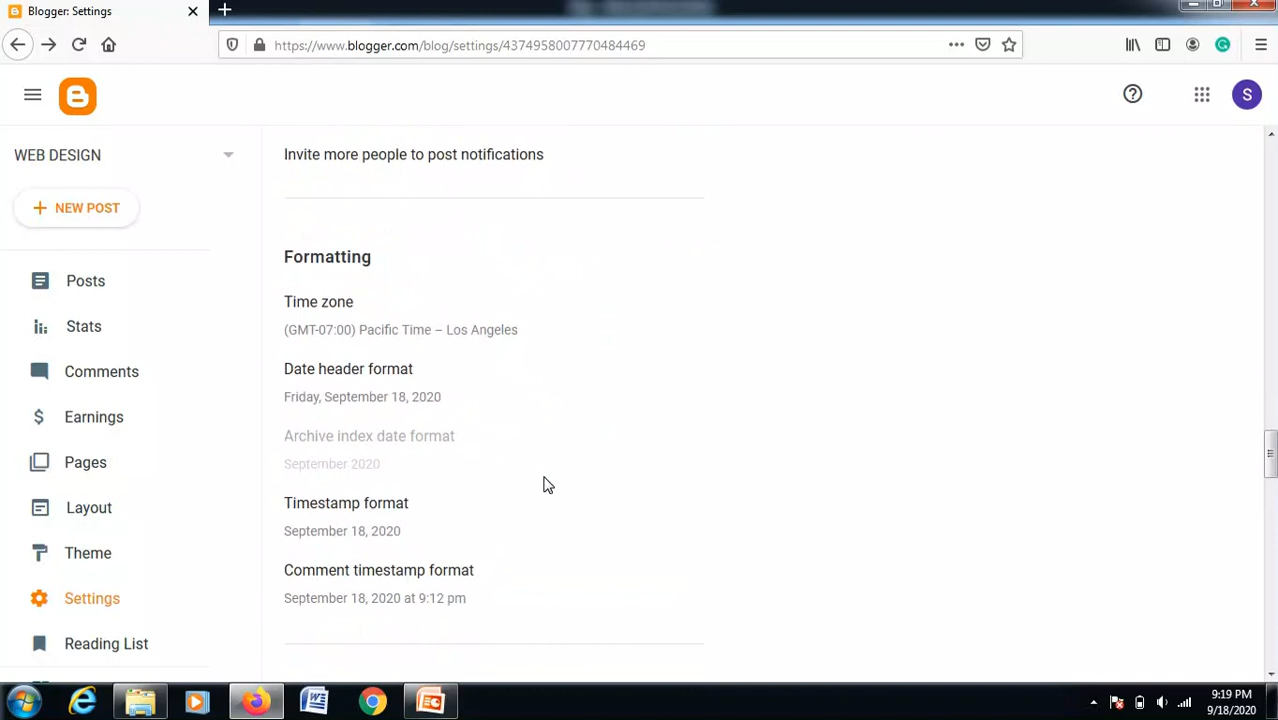 Blogger: Settings
https://www.blogger.com/blog/settings/4374958007770484469
S
WEB DESIGN
NEW POST
Posts
Stats
Comments
Earnings
Pages
Layout
Theme
Settings
Reading List
Invite more people to post notifications
Formatting
Time zone
(GMT-07:00) Pacific Time – Los Angeles
Date header format
Friday, September 18, 2020
Archive index date format
September 2020
Timestamp format
September 18, 2020
Comment timestamp format
September 18, 2020 at 9:12 pm
9:19 PM
9/18/2020